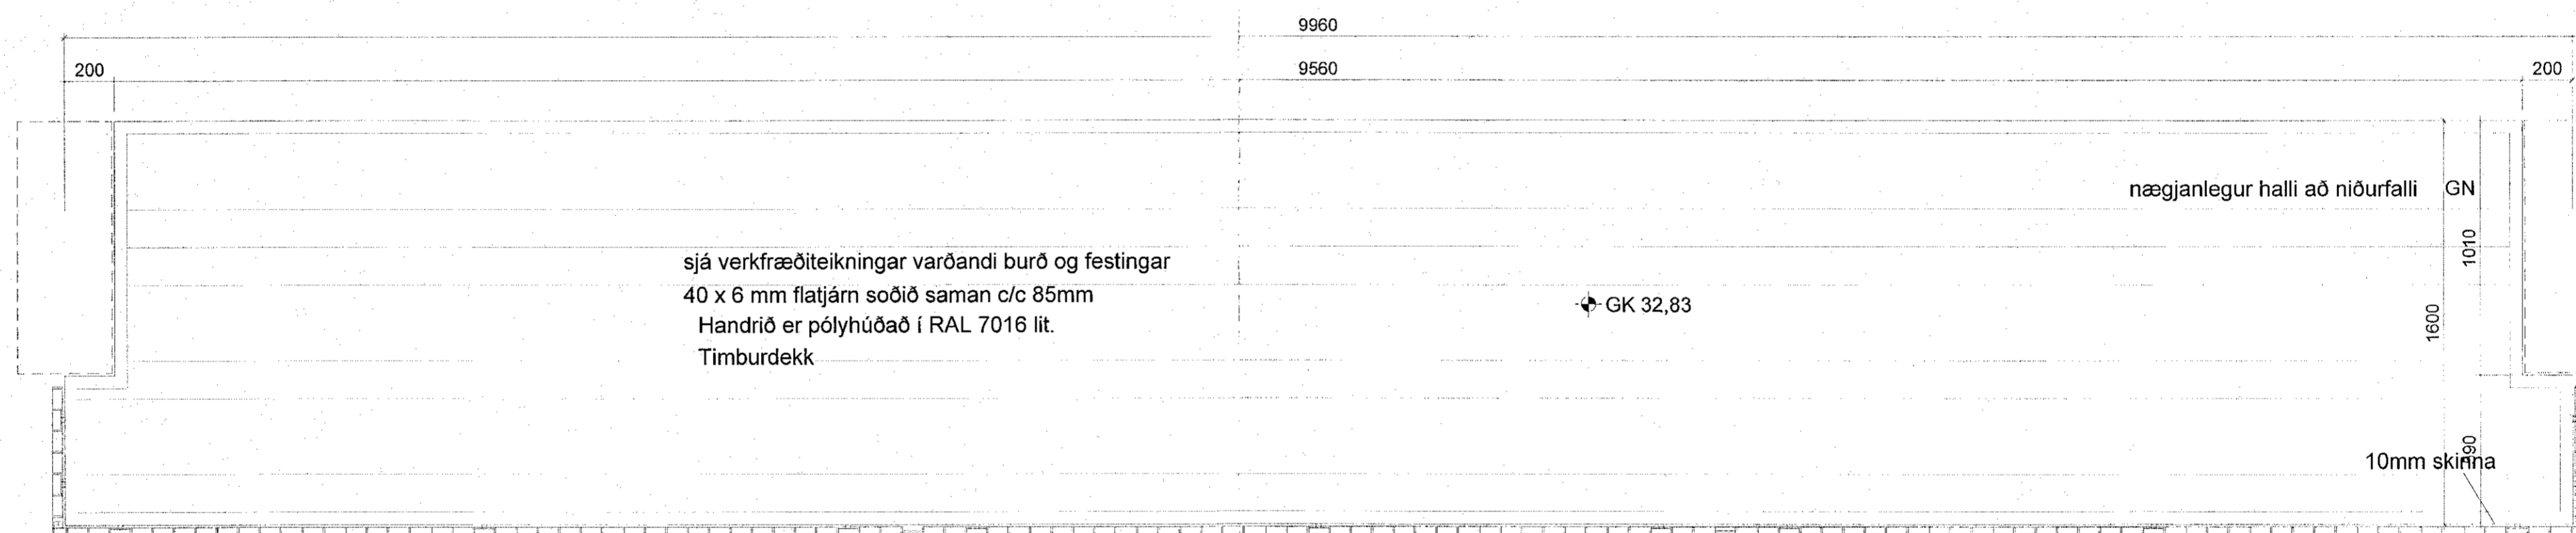 9960
200
9560
200
nægjanlegur halli að niðurfalli
GN
1010
sjá verkfræðiteikningar varðandi burð og festingar
40 x 6 mm flatjárn soðið saman c/c 85mm
GK 32,83
Handrið er pólyhúðað í RAL 7016 lit.
1600
Timburdekk
10mm skinna